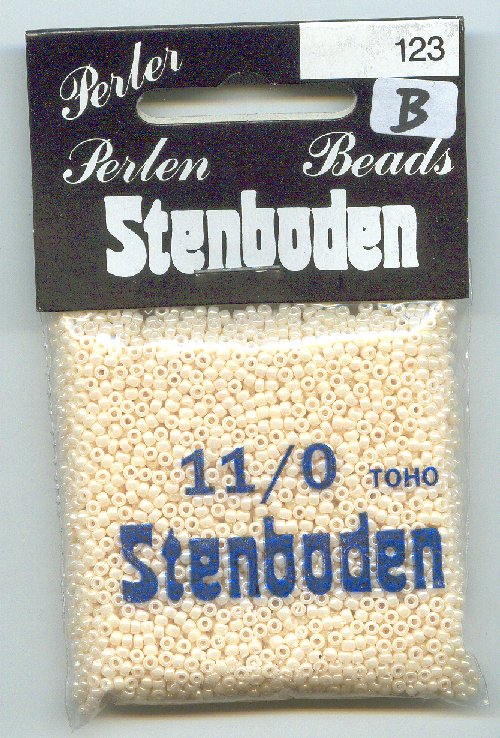 123
B
Perler
Perlen Beads
Stenboden
11/0 TOHO
Stenboden